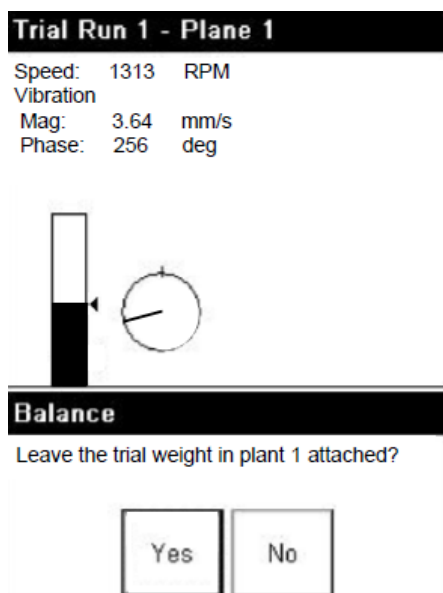 Trial Run 1 - Plane 1
Speed: 1313 RPM
Vibration
Mag: 3.64 mm/s
Phase: 256 deg
Balance
Leave the trial weight in plant 1 attached?
Yes No